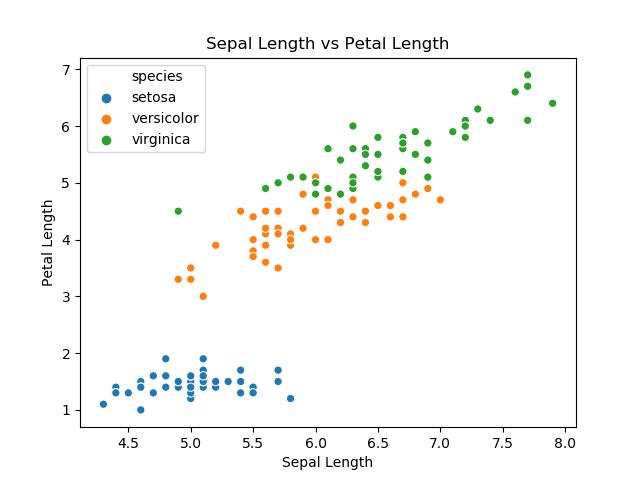 Sepal Length vs Petal Length
species
setosa
versicolor
virginica
Petal Length
7
6
5
4
3
2
1
4.5 5.0 5.5 6.0 6.5 7.0 7.5 8.0
Sepal Length